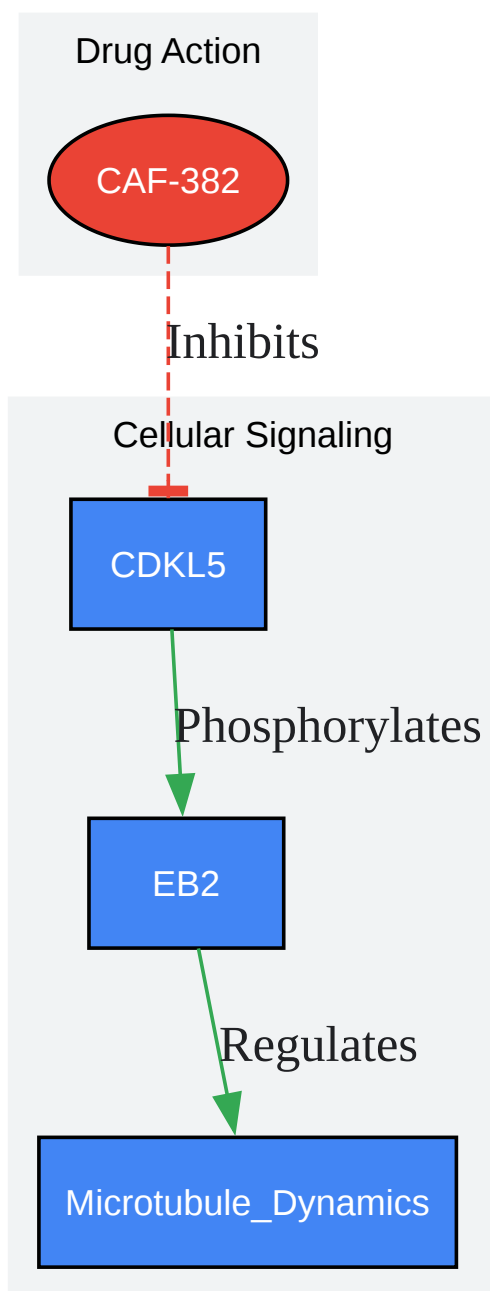 Drug Action
CAF-382
Inhibits
Cellular Signaling
CDKL5
Phosphorylates
EB2
Regulates
Microtubule_Dynamics